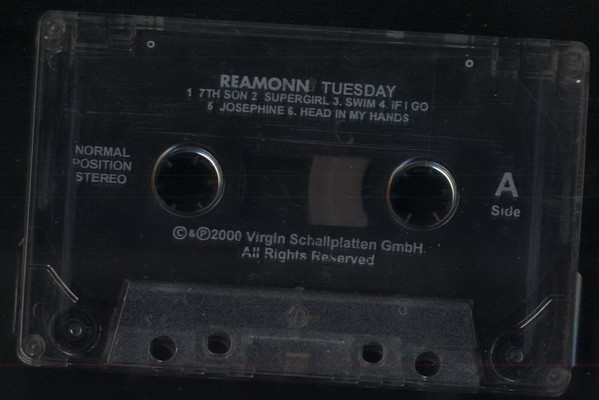 REAMONN TUESDAY
1 7TH SON 2 SUPERGIRL 3. SWIM 4. IF I GO
5 JOSEPHINE 6. HEAD IN MY HANDS
NORMAL
POSITION
STEREO
A
Side
©&℗2000 Virgin Schallplatten GmbH.
All Rights Reserved